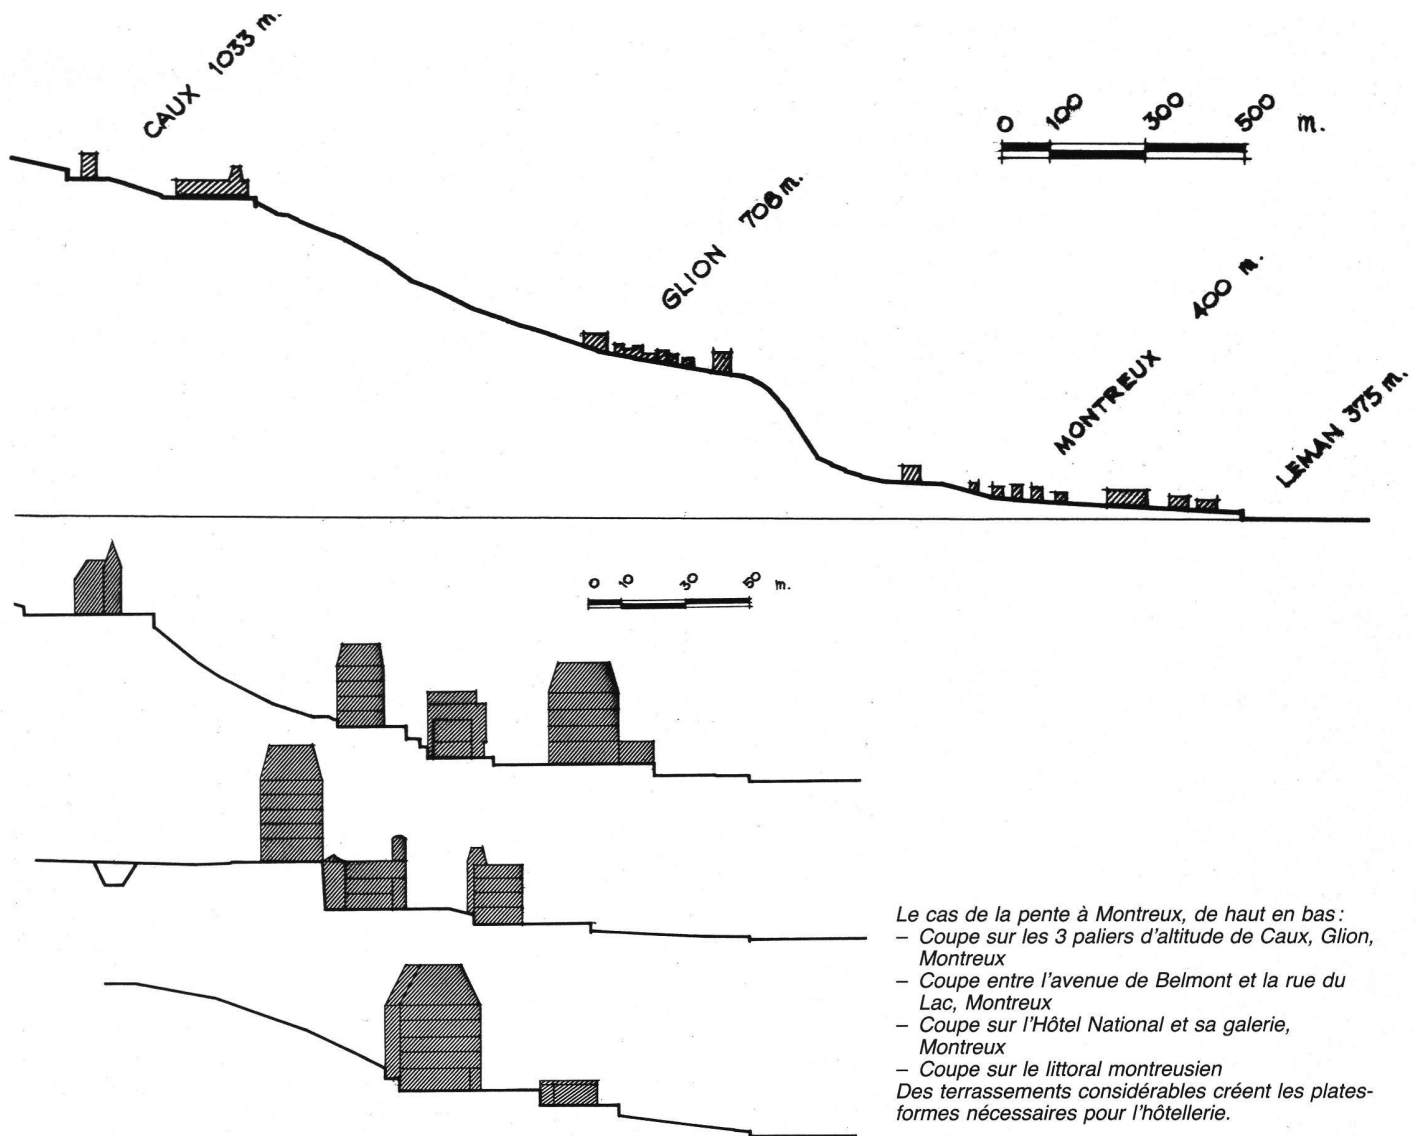 CAUX 1033 m.
0 100 300 500 m.
GLION 708 m.
MONTREUX 400 m.
LEMAN 375 m.
0 10 30 50 m.
Le cas de la pente à Montreux, de haut en bas :
– Coupe sur les 3 paliers d'altitude de Caux, Glion,
Montreux
– Coupe entre l'avenue de Belmont et la rue du
Lac, Montreux
– Coupe sur l'Hôtel National et sa galerie,
Montreux
– Coupe sur le littoral montreusien
Des terrassements considérables créent les plates-
formes nécessaires pour l'hôtellerie.